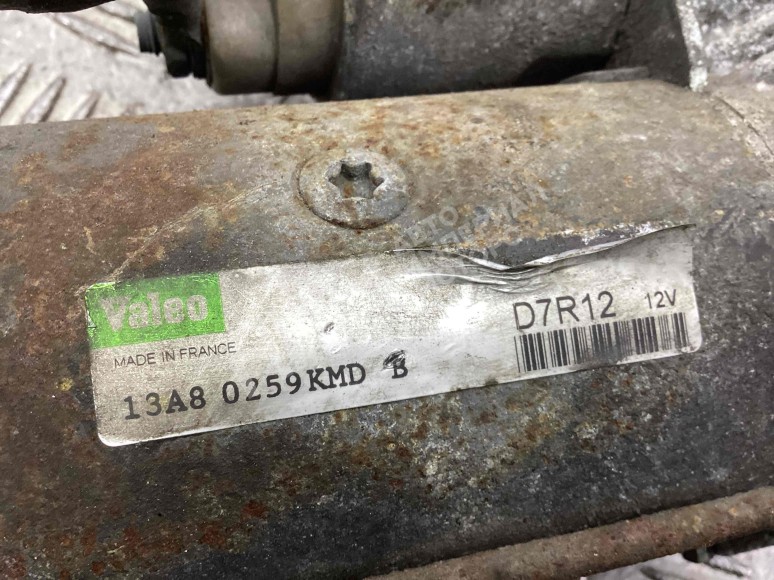 Valeo
MADE IN FRANCE
13A8 0259KMD B
D7R12 12V